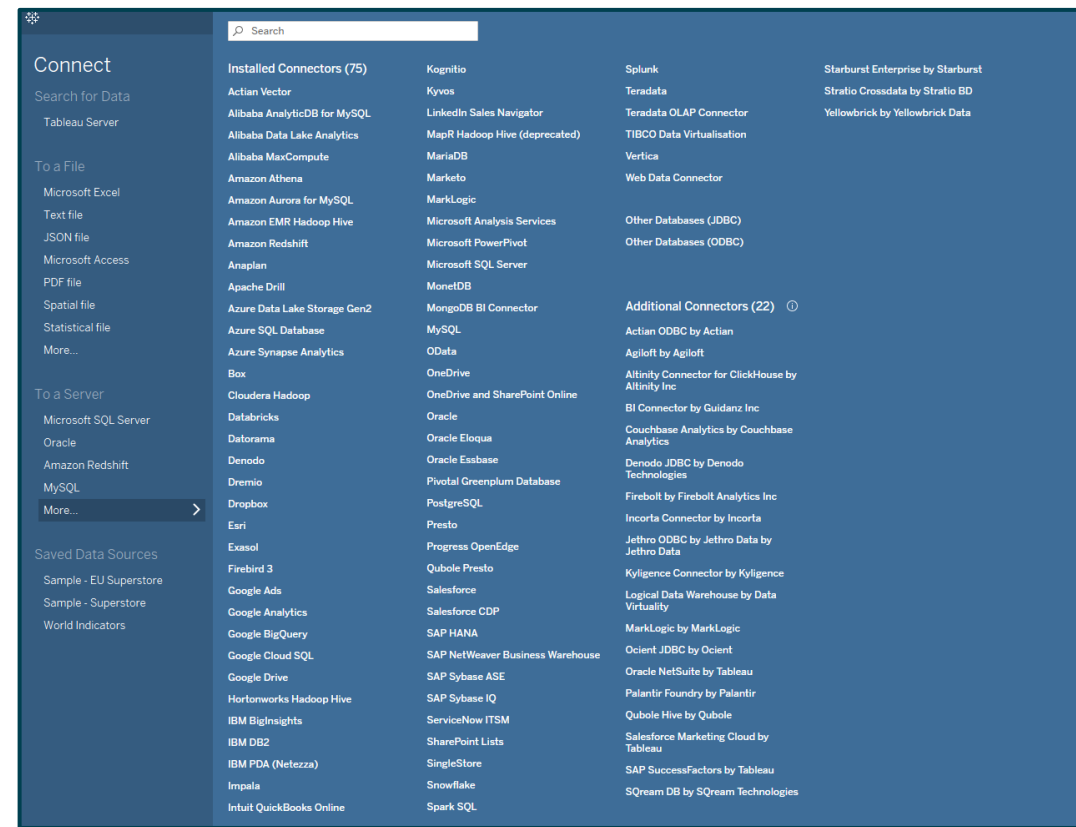 Connect
Search for Data
Tableau Server
To a File
Microsoft Excel
Text file
JSON file
Microsoft Access
PDF file
Spatial file
Statistical file
More...
To a Server
Microsoft SQL Server
Oracle
Amazon Redshift
MySQL
More...
Saved Data Sources
Sample - EU Superstore
Sample - Superstore
World Indicators
Search
Installed Connectors (75)
Actian Vector
Alibaba AnalyticDB for MySQL
Alibaba Data Lake Analytics
Alibaba MaxCompute
Amazon Athena
Amazon Aurora for MySQL
Amazon EMR Hadoop Hive
Amazon Redshift
Anaplan
Apache Drill
Azure Data Lake Storage Gen2
Azure SQL Database
Azure Synapse Analytics
Box
Cloudera Hadoop
Databricks
Datorama
Denodo
Dremio
Dropbox
Esri
Exasol
Firebird 3
Google Ads
Google Analytics
Google BigQuery
Google Cloud SQL
Google Drive
Hortonworks Hadoop Hive
IBM BigInsights
IBM DB2
IBM PDA (Netezza)
Impala
Intuit QuickBooks Online
Kognitio
Kyvos
LinkedIn Sales Navigator
MapR Hadoop Hive (deprecated)
MariaDB
Marketo
MarkLogic
Microsoft Analysis Services
Microsoft PowerPivot
Microsoft SQL Server
MonetDB
MongoDB BI Connector
MySQL
OData
OneDrive
OneDrive and SharePoint Online
Oracle
Oracle Eloqua
Oracle Essbase
Pivotal Greenplum Database
PostgreSQL
Presto
Progress OpenEdge
Qubole Presto
Salesforce
Salesforce CDP
SAP HANA
SAP NetWeaver Business Warehouse
SAP Sybase ASE
SAP Sybase IQ
ServiceNow ITSM
SharePoint Lists
SingleStore
Snowflake
Spark SQL
Splunk
Teradata
Teradata OLAP Connector
TIBCO Data Virtualisation
Vertica
Web Data Connector
Other Databases (JDBC)
Other Databases (ODBC)
Additional Connectors (22)
Actian ODBC by Actian
Agiloft by Agiloft
Altinity Connector for ClickHouse by
Altinity Inc
BI Connector by Guidanz Inc
Couchbase Analytics by Couchbase
Analytics
Denodo JDBC by Denodo
Technologies
Firebolt by Firebolt Analytics Inc
Incorta Connector by Incorta
Jethro ODBC by Jethro Data by
Jethro Data
Kyligence Connector by Kyligence
Logical Data Warehouse by Data
Virtuality
MarkLogic by MarkLogic
Ocient JDBC by Ocient
Oracle NetSuite by Tableau
Palantir Foundry by Palantir
Qubole Hive by Qubole
Salesforce Marketing Cloud by
Tableau
SAP SuccessFactors by Tableau
SQream DB by SQream Technologies
Starburst Enterprise by Starburst
Stratio Crossdata by Stratio BD
Yellowbrick by Yellowbrick Data